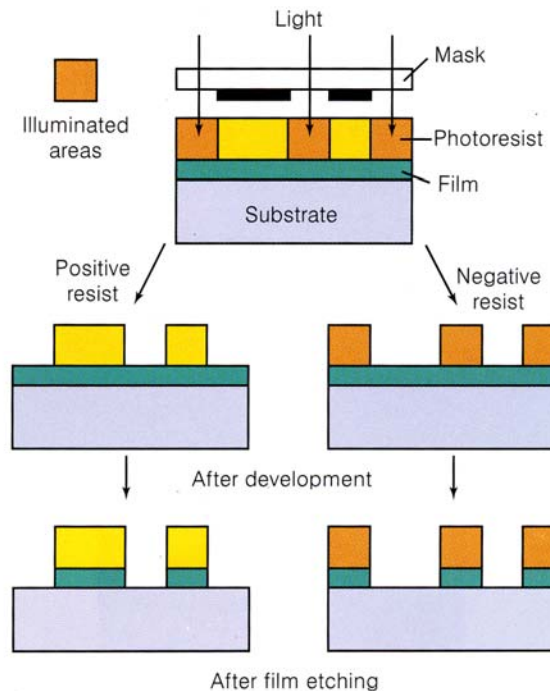 Light
Mask
Illuminated
areas
Photoresist
Film
Substrate
Positive
resist
Negative
resist
After development
After film etching